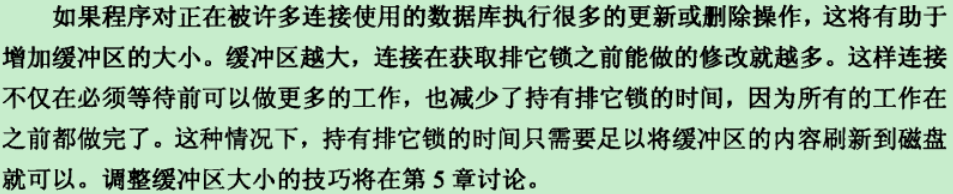 如果程序对正在被许多连接使用的数据库执行很多的更新或删除操作，这将有助于
增加缓冲区的大小。缓冲区越大，连接在获取排它锁之前能做的修改就越多。这样连接
不仅在必须等待前可以做更多的工作，也减少了持有排它锁的时间，因为所有的工作在
之前都做完了。这种情况下，持有排它锁的时间只需要足以将缓冲区的内容刷新到磁盘
就可以。调整缓冲区大小的技巧将在第 5 章讨论。